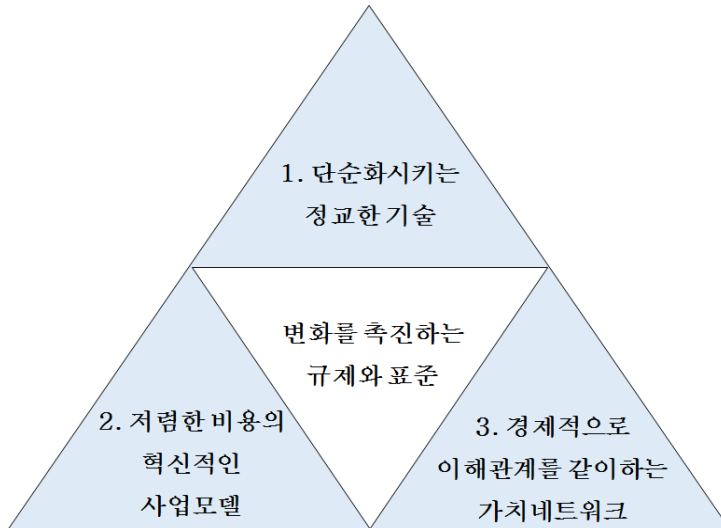 1. 단순화시키는
정교한 기술
변화를 촉진하는
규제와 표준
2. 저렴한 비용의
혁신적인
사업모델
3. 경제적으로
이해관계를 같이하는
가치네트워크